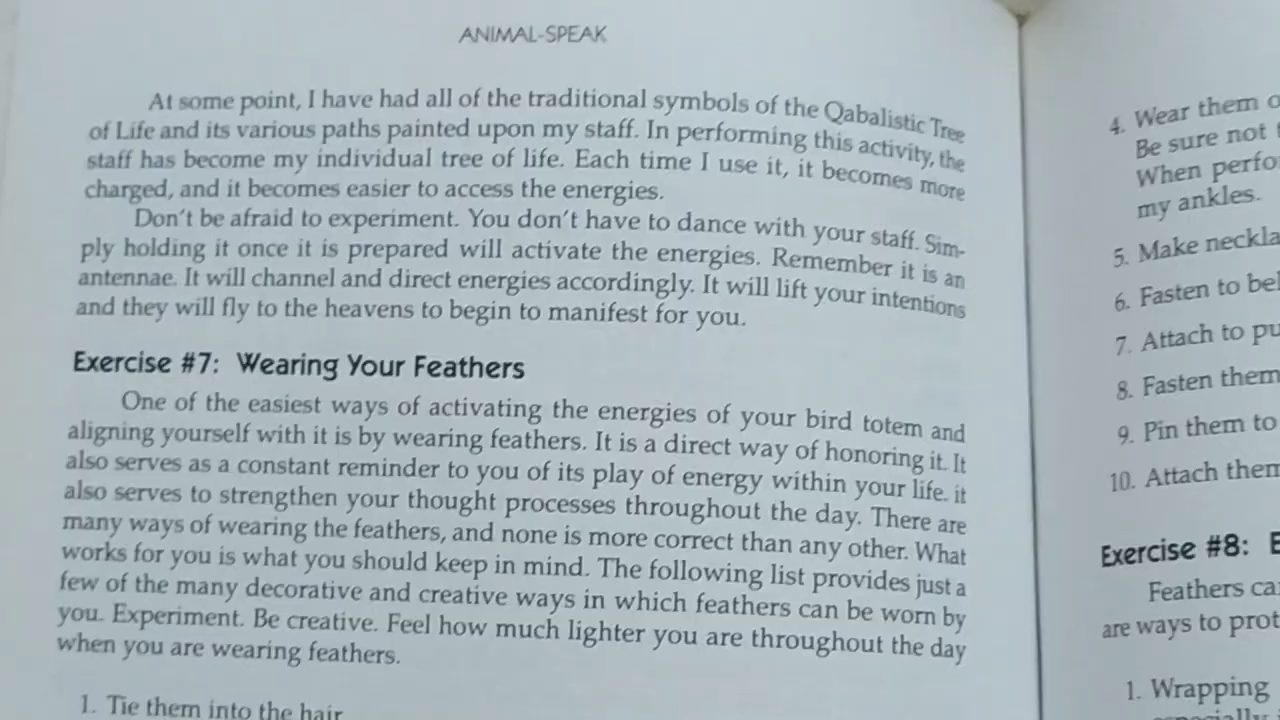 ANIMAL-SPEAK
At some point, I have had all of the traditional symbols of the Qabalistic Tree
of Life and its various paths painted upon my staff. In performing this activity, the
staff has become my individual tree of life. Each time I use it, it becomes more
charged, and it becomes easier to access the energies.
Don't be afraid to experiment. You don't have to dance with your staff. Sim-
ply holding it once it is prepared will activate the energies. Remember it is an
antennae. It will channel and direct energies accordingly. It will lift your intentions
and they will fly to the heavens to begin to manifest for you.
Exercise #7: Wearing Your Feathers
One of the easiest ways of activating the energies of your bird totem and
aligning yourself with it is by wearing feathers. It is a direct way of honoring it. It
also serves as a constant reminder to you of its play of energy within your life. it
also serves to strengthen your thought processes throughout the day. There are
many ways of wearing the feathers, and none is more correct than any other. What
works for you is what you should keep in mind. The following list provides just a
few of the many decorative and creative ways in which feathers can be worn by
you. Experiment. Be creative. Feel how much lighter you are throughout the day
when you are wearing feathers.
1. Tie them into the hair
4. Wear them
Be sure not
When perfo
my ankles.
5. Make neckla
6. Fasten to bel
7. Attach to pu
8. Fasten them
9. Pin them to
10. Attach them
Exercise #8: E
Feathers ca
are ways to prot
1. Wrapping